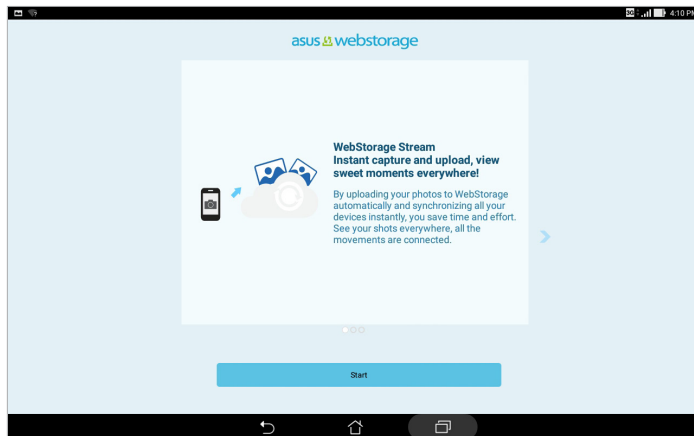 3G 4:10 PM
asus webstorage
WebStorage Stream
Instant capture and upload, view
sweet moments everywhere!
By uploading your photos to WebStorage
automatically and synchronizing all your
devices instantly, you save time and effort.
See your shots everywhere, all the
movements are connected.
Start